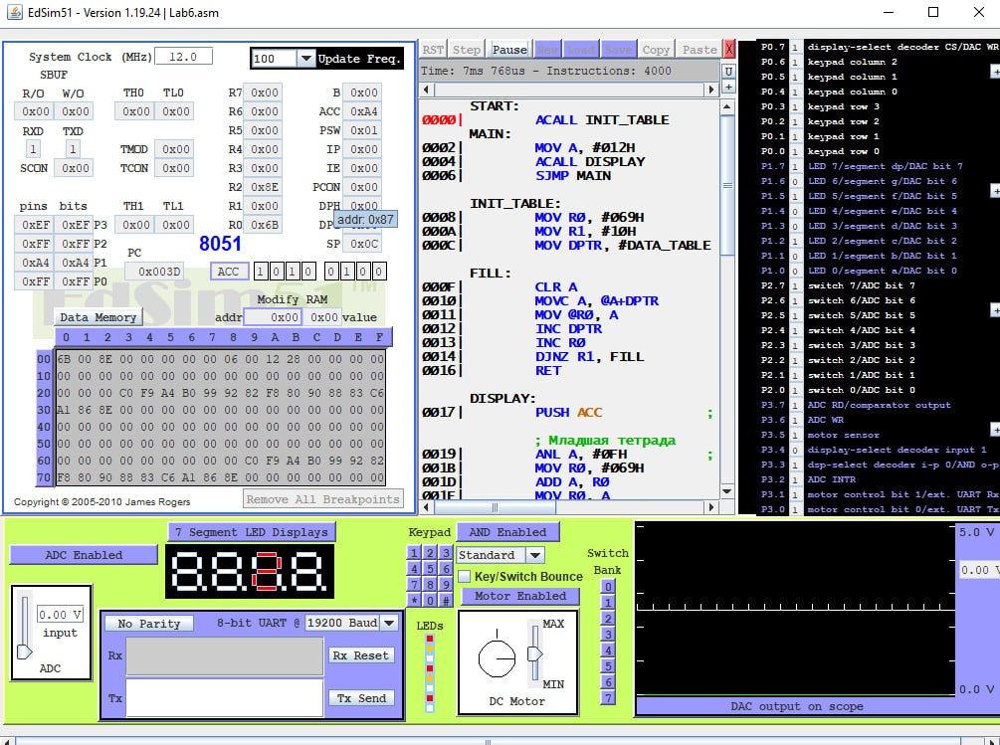 EdSim51 - Version 1.19.24 | Lab6.asm
System Clock (MHz) 12.0 100 Update Freq.
SBUF
R/O W/O TH0 TL0 R7 0x00 B 0x00
0x00 0x00 0x00 0x00 R6 0x00 ACC 0xA4
RXD TXD R5 0x00 PSW 0x01
1 1 TMOD 0x00 R4 0x00 IP 0x00
SCON 0x00 TCON 0x00 R3 0x00 IE 0x00
R2 0x8E PCON 0x00
pins bits TH1 TL1 R1 0x00 DPH
0xEF 0xEF P3 0x00 0x00 R0 0x6B
addr: 0x87
0xFF 0xFF P2 8051 SP 0x0C
0xA4 0xA4 P1 PC
0xFF 0xFF P0 0x003D ACC 1 0 1 0 0 1 0 0
EdSim51™
Modify RAM
Data Memory addr 0x00 0x00 value
0 1 2 3 4 5 6 7 8 9 A B C D E F
00 6B 00 8E 00 00 00 00 00 06 00 12 28 00 00 00 00
10 00 00 00 00 00 00 00 00 00 00 00 00 00 00 00 00
20 00 00 00 C0 F9 A4 B0 99 92 82 F8 80 90 88 83 C6
30 A1 86 8E 00 00 00 00 00 00 00 00 00 00 00 00 00
40 00 00 00 00 00 00 00 00 00 00 00 00 00 00 00 00
50 00 00 00 00 00 00 00 00 00 00 00 00 00 00 00 00
60 00 00 00 00 00 00 00 00 00 C0 F9 A4 B0 99 92 82
70 F8 80 90 88 83 C6 A1 86 8E 00 00 00 00 00 00 00
Copyright © 2005-2010 James Rogers Remove All Breakpoints
RST Step Pause New Load Save Copy Paste X
Time: 7ms 768us - Instructions: 4000 U
+
START:
0000| ACALL INIT_TABLE
MAIN:
0002| MOV A, #012H
0004| ACALL DISPLAY
0006| SJMP MAIN
INIT_TABLE:
0008| MOV R0, #069H
000A| MOV R1, #10H
000C| MOV DPTR, #DATA_TABLE
FILL:
000F| CLR A
0010| MOVC A, @A+DPTR
0011| MOV @R0, A
0012| INC DPTR
0013| INC R0
0014| DJNZ R1, FILL
0016| RET
DISPLAY:
0017| PUSH ACC ;
; Младшая тетрада
0019| ANL A, #0FH ;
001B| MOV R0, #069H
001D| ADD A, R0
001E| MOV R0, A
P0.7 1 display-select decoder CS/DAC WR
P0.6 1 keypad column 2
P0.5 1 keypad column 1
P0.4 1 keypad column 0
P0.3 1 keypad row 3
P0.2 1 keypad row 2
P0.1 1 keypad row 1
P0.0 1 keypad row 0
P1.7 1 LED 7/segment dp/DAC bit 7
P1.6 0 LED 6/segment g/DAC bit 6
P1.5 1 LED 5/segment f/DAC bit 5
P1.4 0 LED 4/segment e/DAC bit 4
P1.3 0 LED 3/segment d/DAC bit 3
P1.2 1 LED 2/segment c/DAC bit 2
P1.1 0 LED 1/segment b/DAC bit 1
P1.0 0 LED 0/segment a/DAC bit 0
P2.7 1 switch 7/ADC bit 7
P2.6 1 switch 6/ADC bit 6
P2.5 1 switch 5/ADC bit 5
P2.4 1 switch 4/ADC bit 4
P2.3 1 switch 3/ADC bit 3
P2.2 1 switch 2/ADC bit 2
P2.1 1 switch 1/ADC bit 1
P2.0 1 switch 0/ADC bit 0
P3.7 1 ADC RD/comparator output
P3.6 1 ADC WR
P3.5 1 motor sensor
P3.4 0 display-select decoder input 1
P3.3 1 dsp-select decoder i-p 0/AND o-p
P3.2 1 ADC INTR
P3.1 1 motor control bit 1/ext. UART Rx
P3.0 1 motor control bit 0/ext. UART Tx
ADC Enabled
0.00 V
input
ADC
7 Segment LED Displays
8.8.8.8.
No Parity 8-bit UART @ 19200 Baud
Rx Rx Reset
Tx Tx Send
Keypad AND Enabled
1 2 3 Standard
4 5 6
7 8 9 Key/Switch Bounce
* 0 # Motor Enabled
LEDs MAX
MIN
DC Motor
Switch
Bank
0
1
2
3
4
5
6
7
5.0 V
0.00 V
0.0 V
DAC output on scope